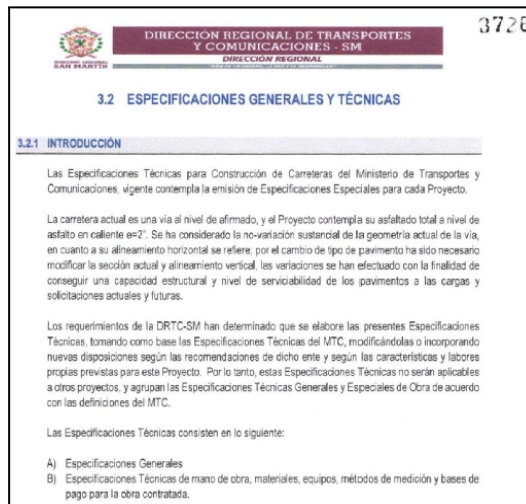 3726
DIRECCIÓN REGIONAL DE TRANSPORTES
Y COMUNICACIONES - SM
DIRECCIÓN REGIONAL
GOBIERNO REGIONAL
SAN MARTÍN
3.2 ESPECIFICACIONES GENERALES Y TÉCNICAS
3.2.1 INTRODUCCIÓN
Las Especificaciones Técnicas para Construcción de Carreteras del Ministerio de Transportes y
Comunicaciones, vigente contempla la emisión de Especificaciones Especiales para cada Proyecto.
La carretera actual es una vía al nivel de afirmado, y el Proyecto contempla su asfaltado total a nivel de
asfalto en caliente e=2". Se ha considerado la no-variación sustancial de la geometría actual de la vía,
en cuanto a su alineamiento horizontal se refiere; por el cambio de tipo de pavimento ha sido necesario
modificar la sección actual y alineamiento vertical, las variaciones se han efectuado con la finalidad de
conseguir una capacidad estructural y nivel de serviciabilidad de los pavimentos a las cargas y
solicitaciones actuales y futuras.
Los requerimientos de la DRTC-SM han determinado que se elabore las presentes Especificaciones
Técnicas, tomando como base las Especificaciones Técnicas del MTC, modificándolas o incorporando
nuevas disposiciones según las recomendaciones de dicho ente y según las características y labores
propias previstas para este Proyecto. Por lo tanto, estas Especificaciones Técnicas no serán aplicables
a otros proyectos, y agrupan las Especificaciones Técnicas Generales y Especiales de Obra de acuerdo
con las definiciones del MTC.
Las Especificaciones Técnicas consisten en lo siguiente:
A) Especificaciones Generales
B) Especificaciones Técnicas de mano de obra, materiales, equipos, métodos de medición y bases de
pago para la obra contratada.